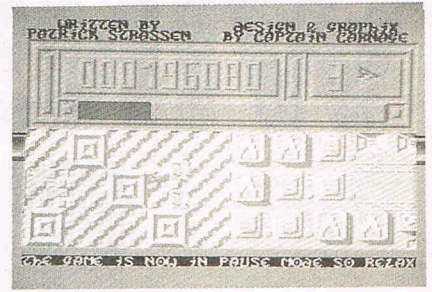 WRITTEN BY
PATRICK STRASSEN
DESIGN & GRAPHIX
BY CAPTAIN CARNAGE
000196080 3
THE GAME IS NOW IN PAUSE MODE SO RELAX